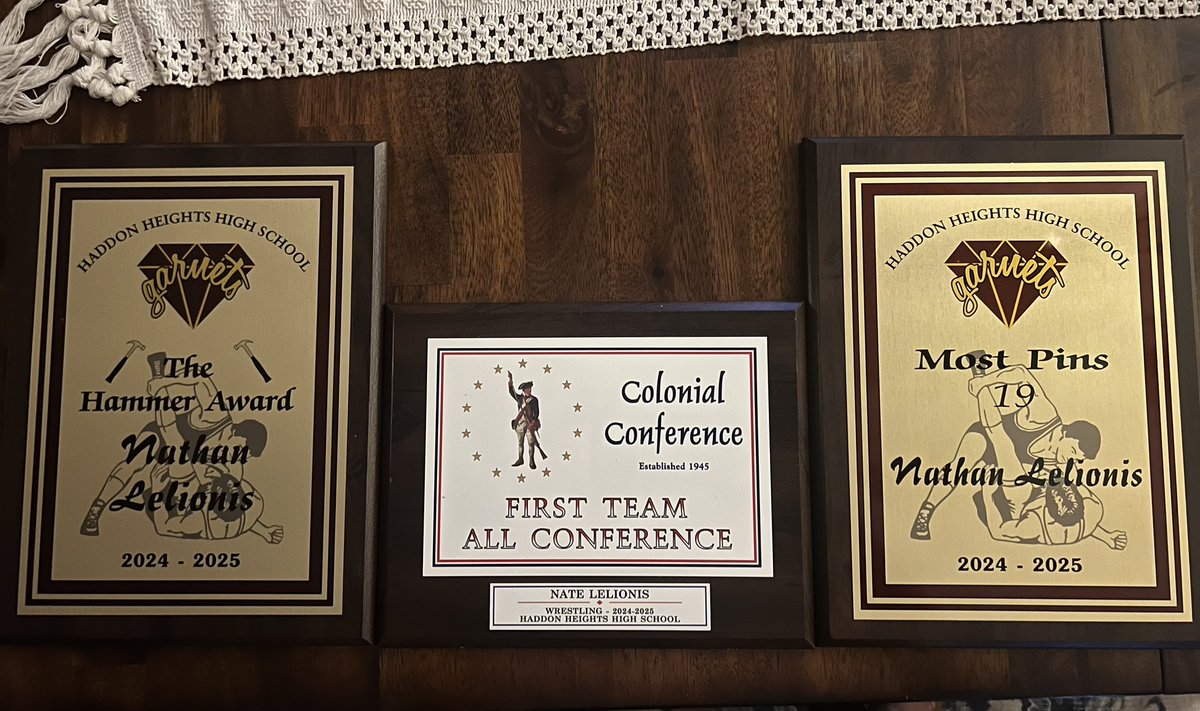 HADDON HEIGHTS HIGH SCHOOL
garnets
The
Hammer Award
Nathan
Lelionis
2024 - 2025
Colonial
Conference
Established 1945
FIRST TEAM
ALL CONFERENCE
NATE LELIONIS
WRESTLING - 2024-2025
HADDON HEIGHTS HIGH SCHOOL
HADDON HEIGHTS HIGH SCHOOL
garnets
Most Pins
19
Nathan Lelionis
2024 - 2025